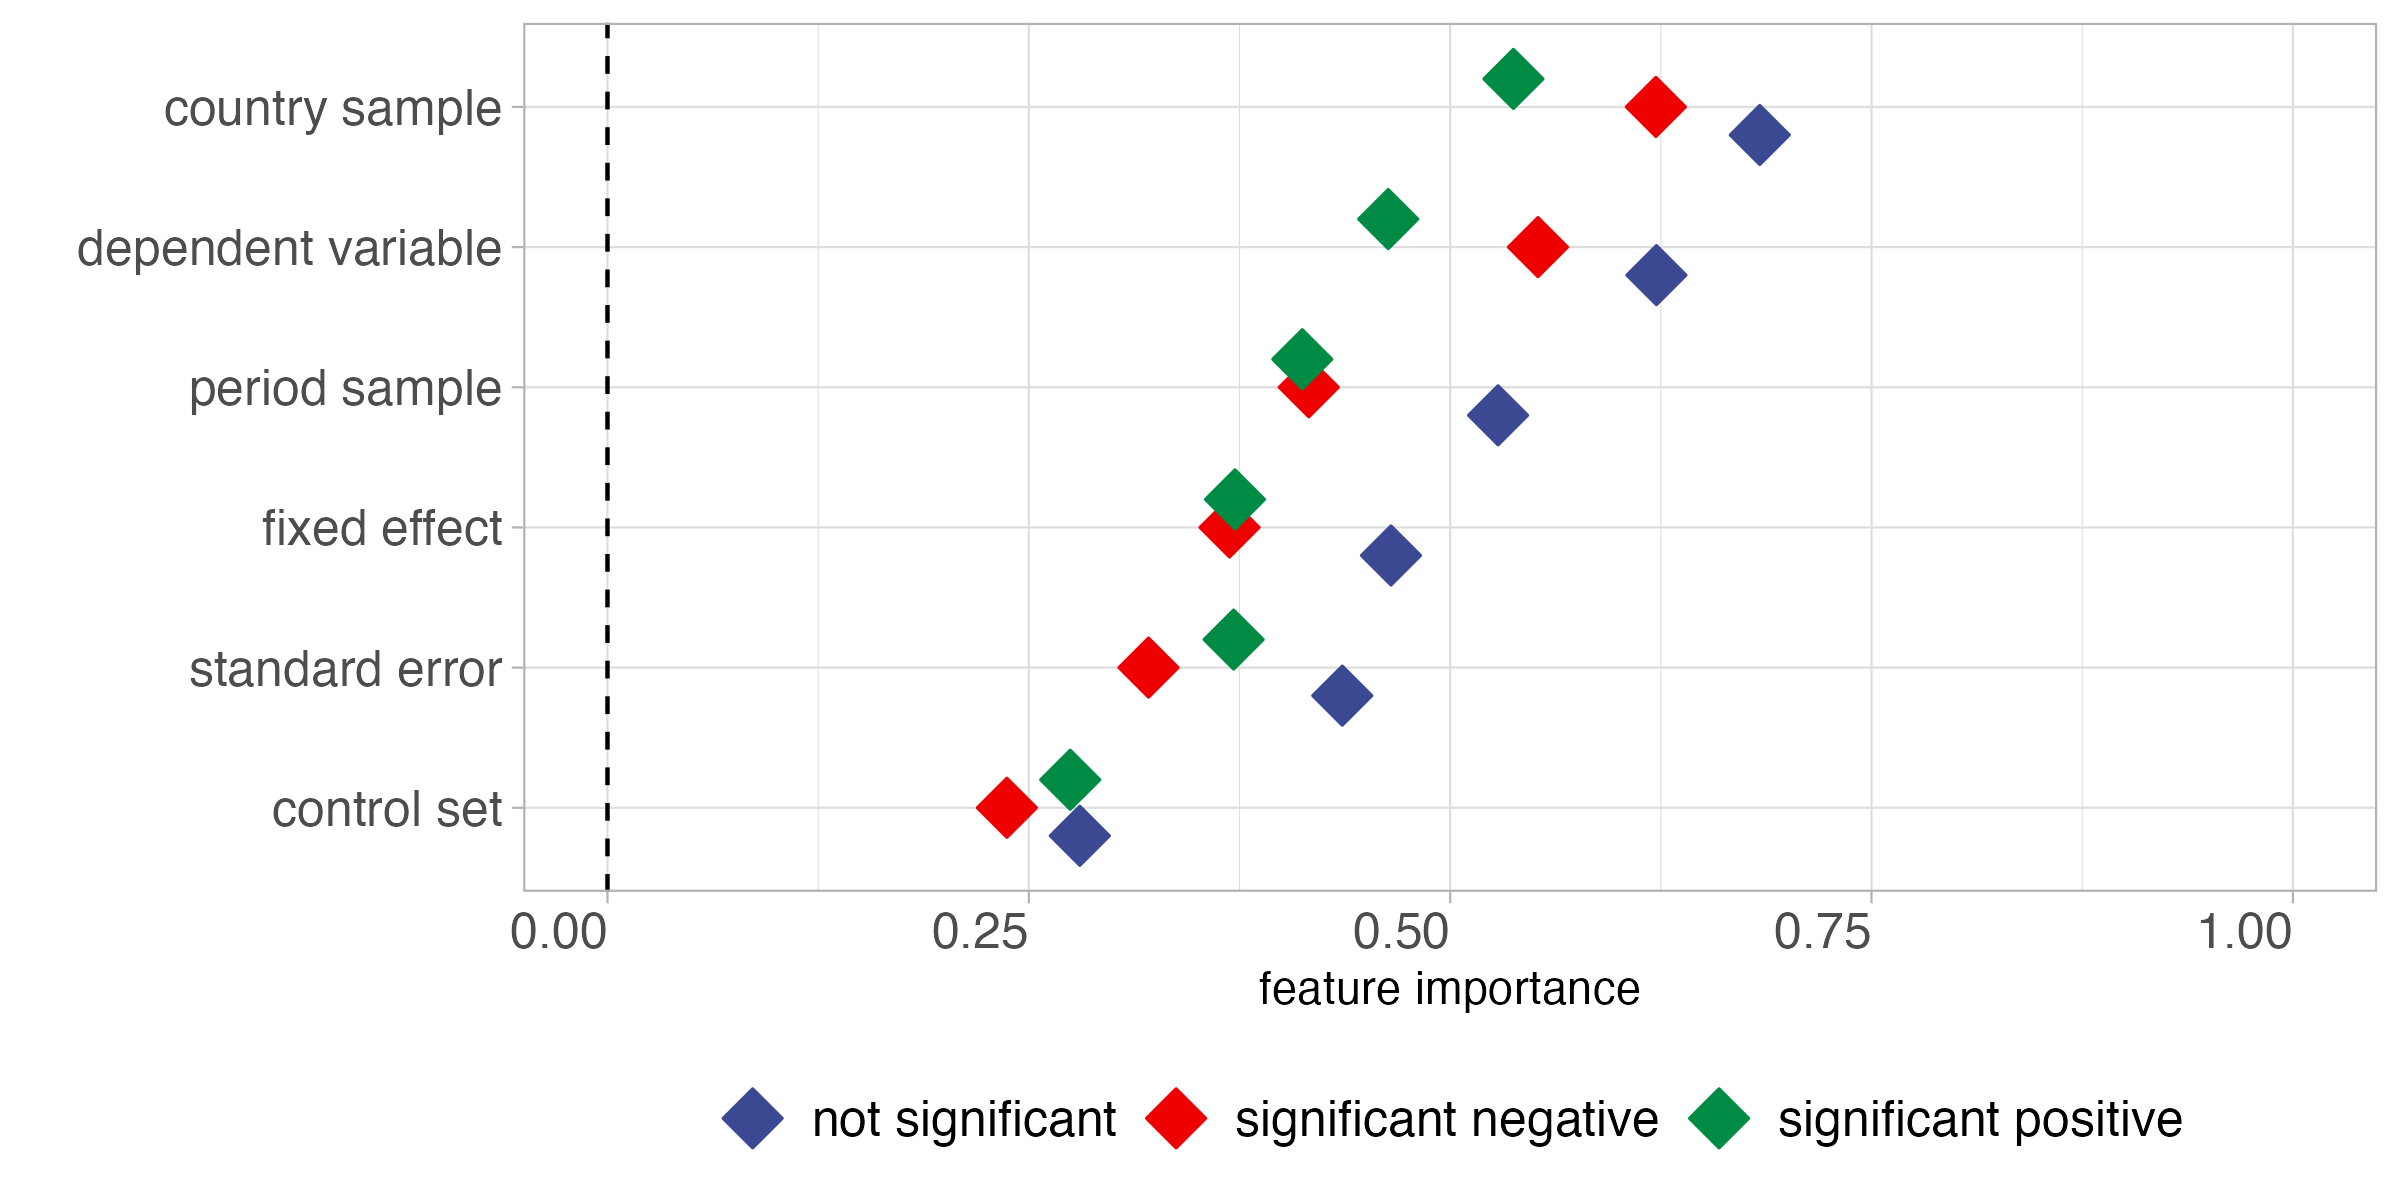 country sample
dependent variable
period sample
fixed effect
standard error
control set
0.00 0.25 0.50 0.75 1.00
feature importance
not significant significant negative significant positive